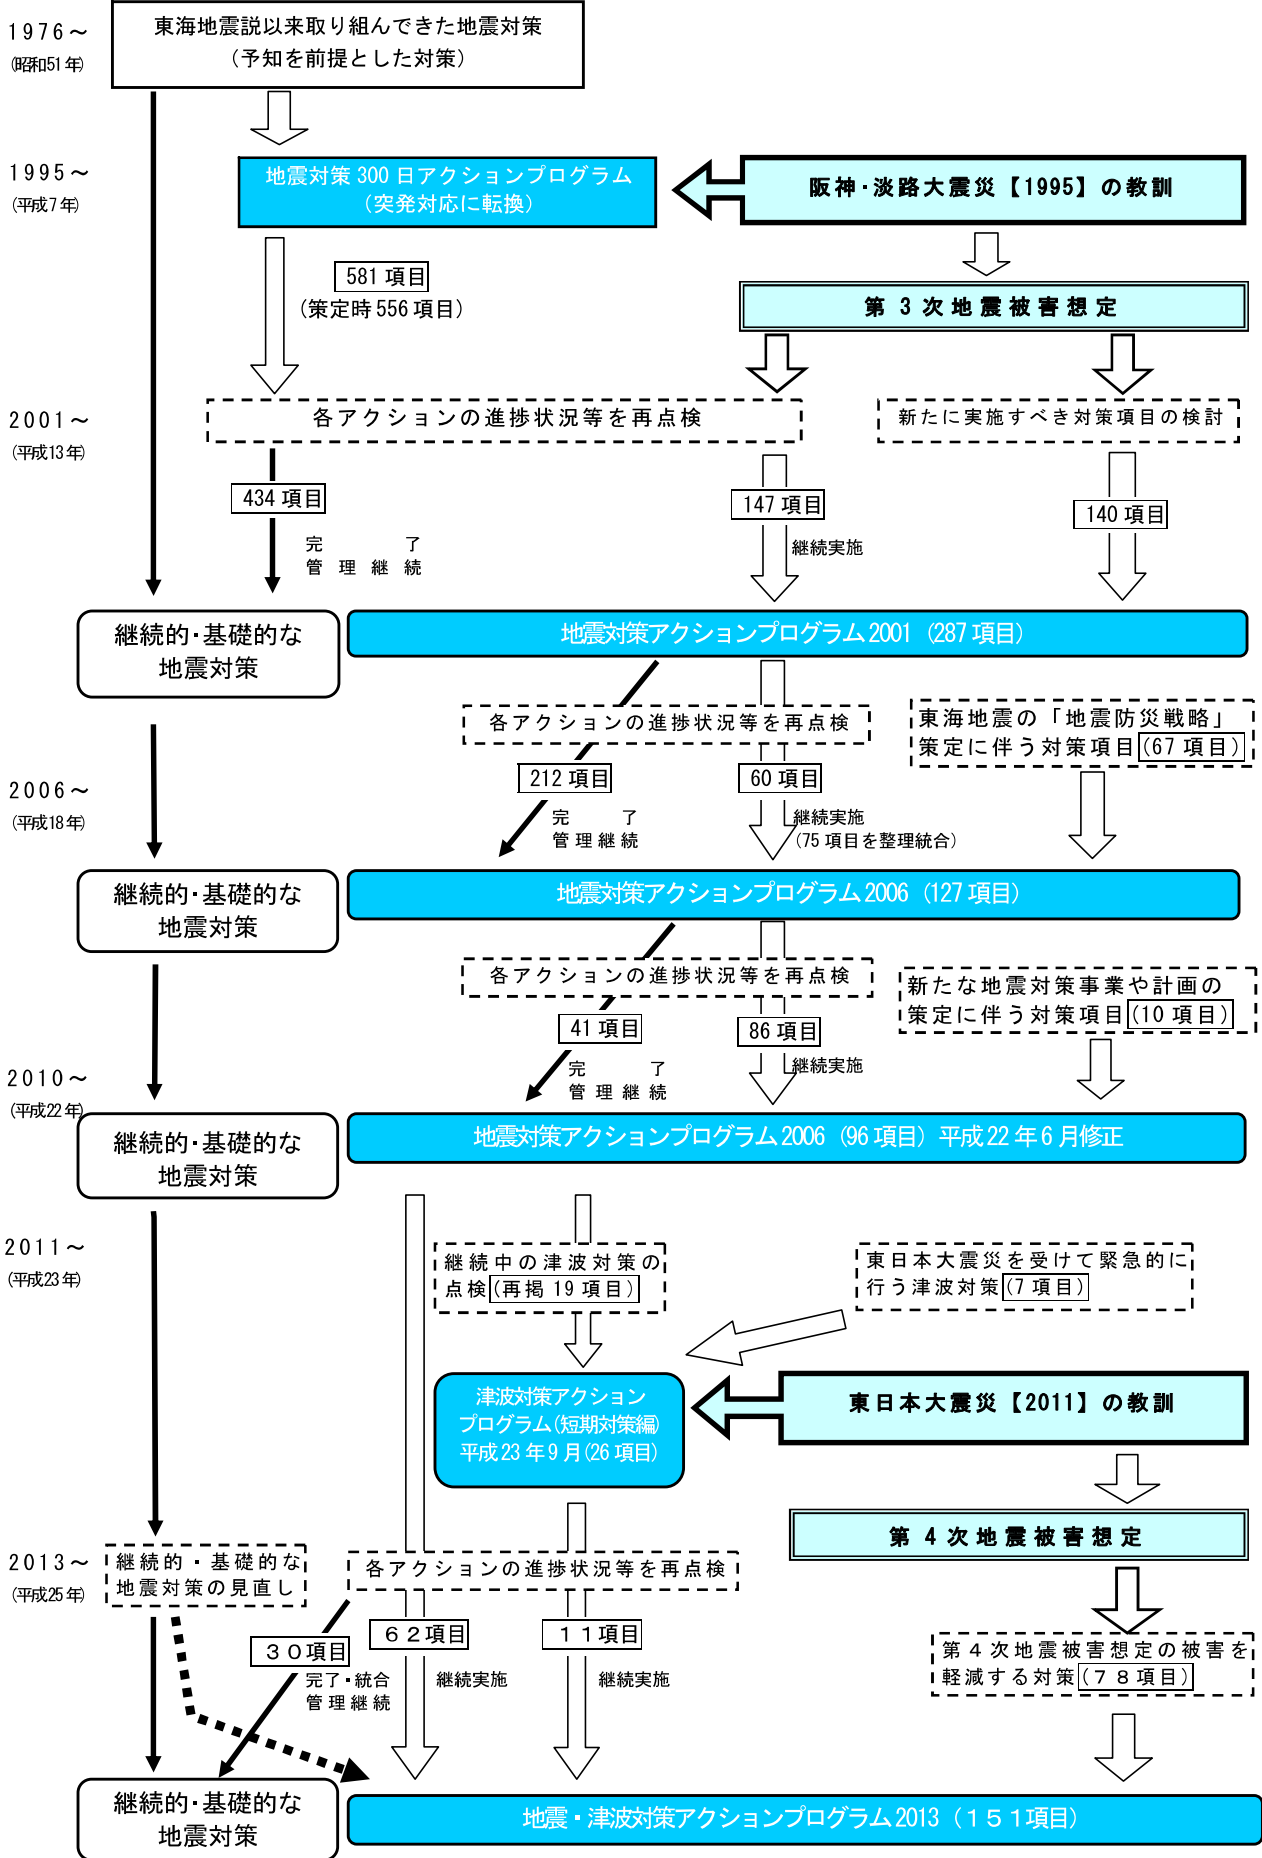 1976～
(昭和51年)
東海地震説以来取り組んできた地震対策
（予知を前提とした対策）
1995～
(平成7年)
地震対策300日アクションプログラム
（突発対応に転換）
阪神・淡路大震災【1995】の教訓
581項目
(策定時556項目)
第3次地震被害想定
2001～
(平成13年)
各アクションの進捗状況等を再点検
新たに実施すべき対策項目の検討
434項目
147項目
140項目
完了
管理継続
継続実施
継続的・基礎的な
地震対策
地震対策アクションプログラム2001（287項目）
各アクションの進捗状況等を再点検
東海地震の「地震防災戦略」
策定に伴う対策項目(67項目)
2006～
(平成18年)
212項目
60項目
完了
管理継続
継続実施
(75項目を整理統合)
継続的・基礎的な
地震対策
地震対策アクションプログラム2006（127項目）
各アクションの進捗状況等を再点検
新たな地震対策事業や計画の
策定に伴う対策項目(10項目)
41項目
86項目
完了
管理継続
継続実施
2010～
(平成22年)
継続的・基礎的な
地震対策
地震対策アクションプログラム2006（96項目）平成22年6月修正
2011～
(平成23年)
継続中の津波対策の
点検(再掲19項目)
東日本大震災を受けて緊急的に
行う津波対策(7項目)
津波対策アクション
プログラム(短期対策編)
平成23年9月(26項目)
東日本大震災【2011】の教訓
第4次地震被害想定
2013～
(平成25年)
継続的・基礎的な
地震対策の見直し
各アクションの進捗状況等を再点検
30項目
62項目
11項目
完了・統合
管理継続
継続実施
継続実施
第4次地震被害想定の被害を
軽減する対策(78項目)
継続的・基礎的な
地震対策
地震・津波対策アクションプログラム2013（151項目）